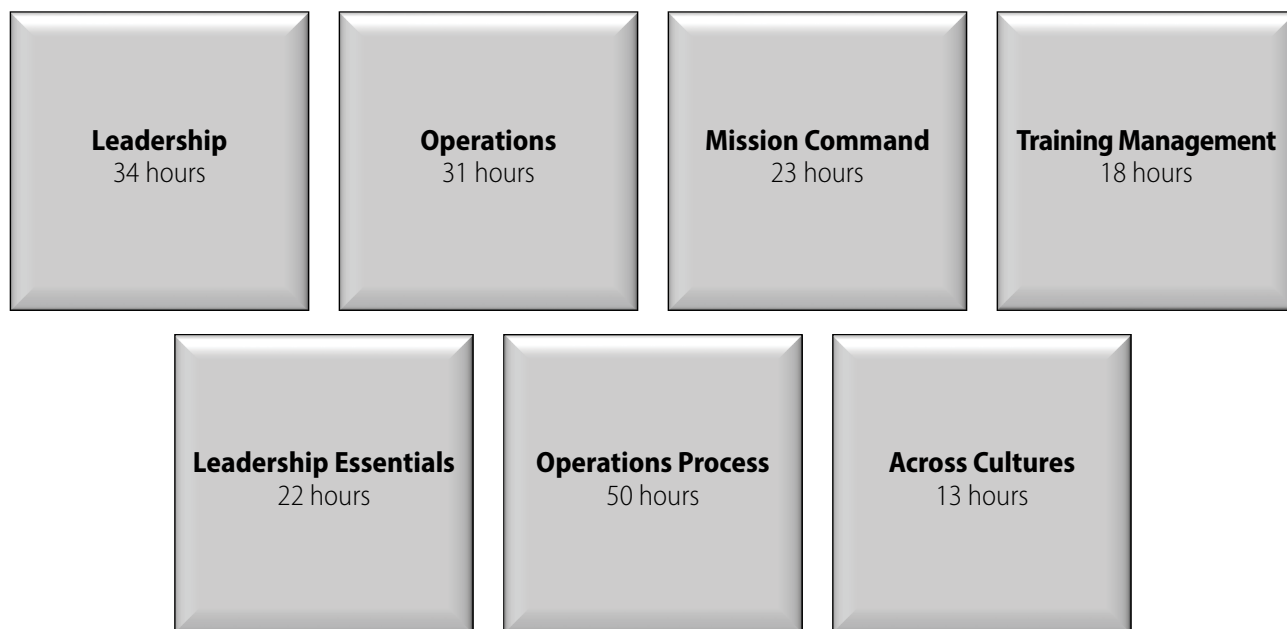 Leadership
34 hours
Operations
31 hours
Mission Command
23 hours
Training Management
18 hours
Leadership Essentials
22 hours
Operations Process
50 hours
Across Cultures
13 hours